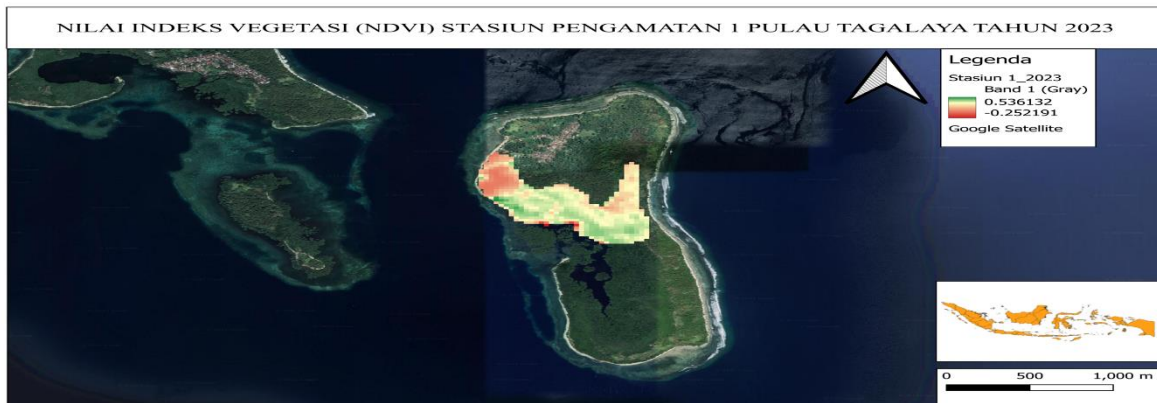 NILAI INDEKS VEGETASI (NDVI) STASIUN PENGAMATAN 1 PULAU TAGALAYA TAHUN 2023
Legenda
Stasiun 1_2023
Band 1 (Gray)
0.536132
-0.252191
Google Satellite
0 500 1,000 m